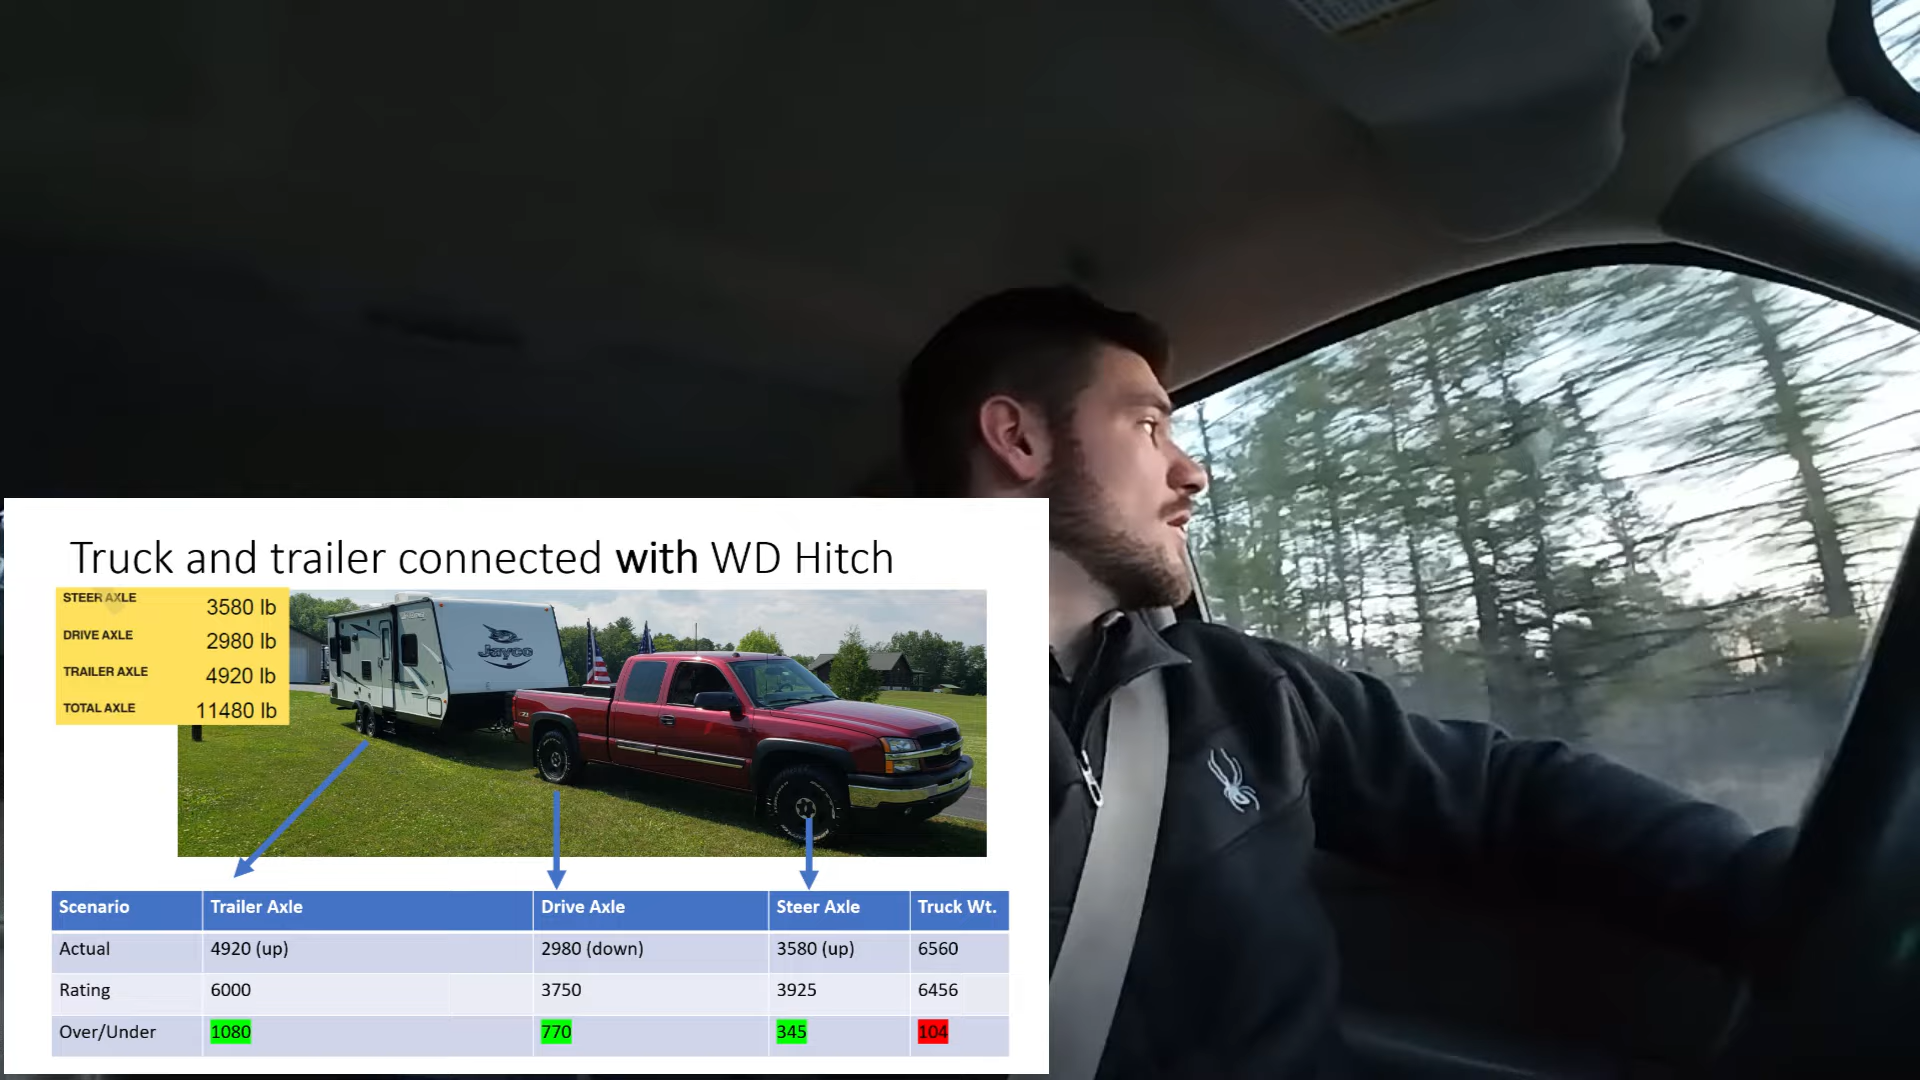 Truck and trailer connected with WD Hitch
STEER AXLE 3580 lb
DRIVE AXLE 2980 lb
TRAILER AXLE 4920 lb
TOTAL AXLE 11480 lb
Jayco
Scenario Trailer Axle Drive Axle Steer Axle Truck Wt.
Actual 4920 (up) 2980 (down) 3580 (up) 6560
Rating 6000 3750 3925 6456
Over/Under 1080 770 345 104